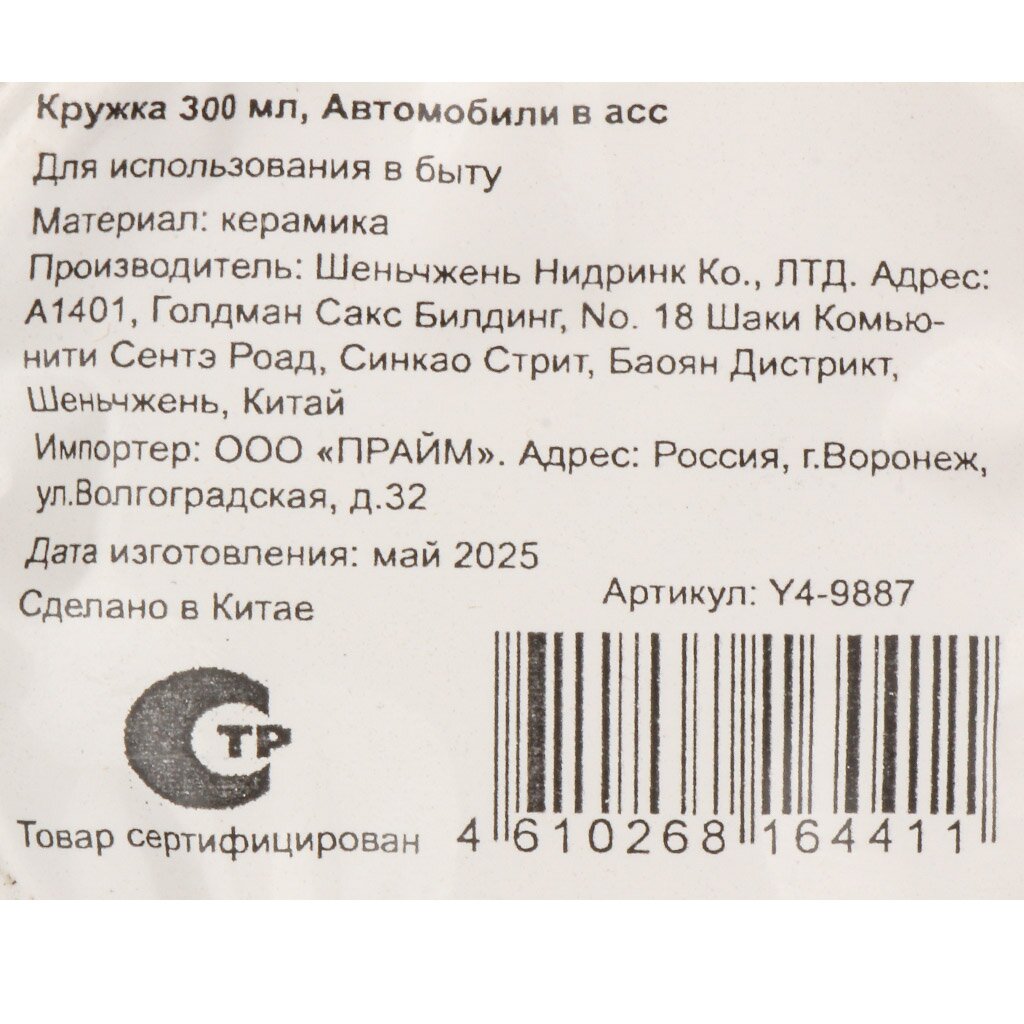 Кружка 300 мл, Автомобили в асс
Для использования в быту
Материал: керамика
Производитель: Шеньчжень Нидринк Ко., ЛТД. Адрес:
А1401, Голдман Сакс Билдинг, No. 18 Шаки Комью-
нити Сентэ Роад, Синкао Стрит, Баоян Дистрикт,
Шеньчжень, Китай
Импортер: ООО «ПРАЙМ». Адрес: Россия, г.Воронеж,
ул.Волгоградская, д.32
Дата изготовления: май 2025
Сделано в Китае
Артикул: Y4-9887
ТР
Товар сертифицирован
4 610268 164411